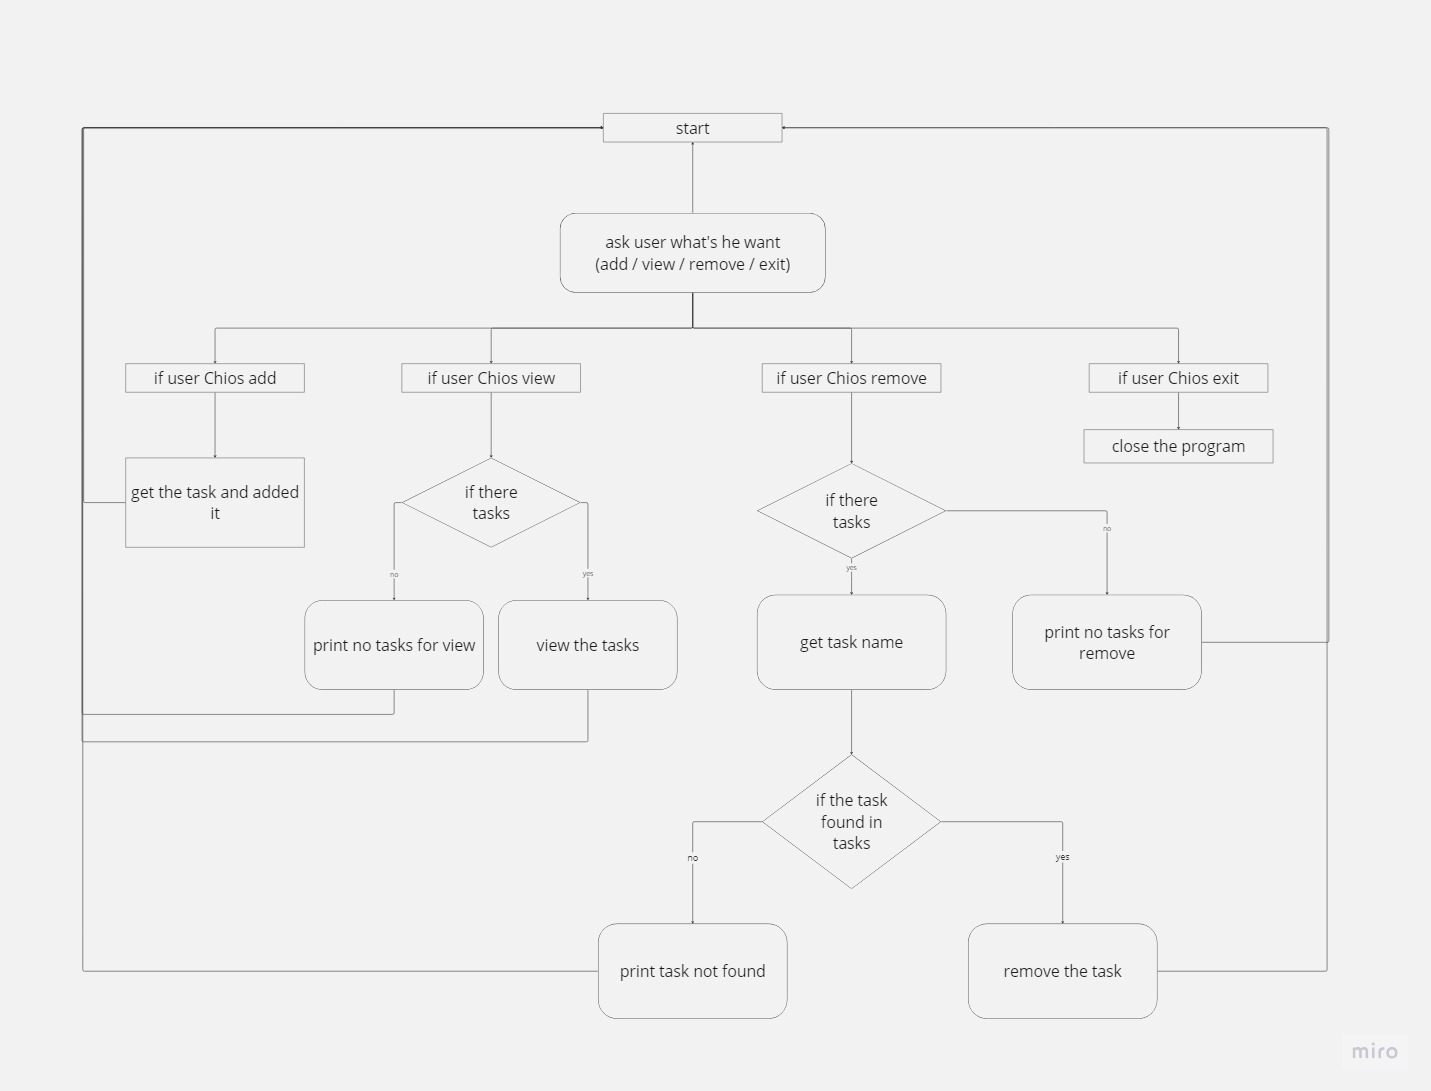 start
ask user what's he want
(add / view / remove / exit)
if user Chios add
if user Chios view
if user Chios remove
if user Chios exit
close the program
get the task and added
it
if there
tasks
if there
tasks
no
no
yes
yes
print no tasks for view
view the tasks
get task name
print no tasks for
remove
if the task
found in
tasks
no
yes
print task not found
remove the task
miro